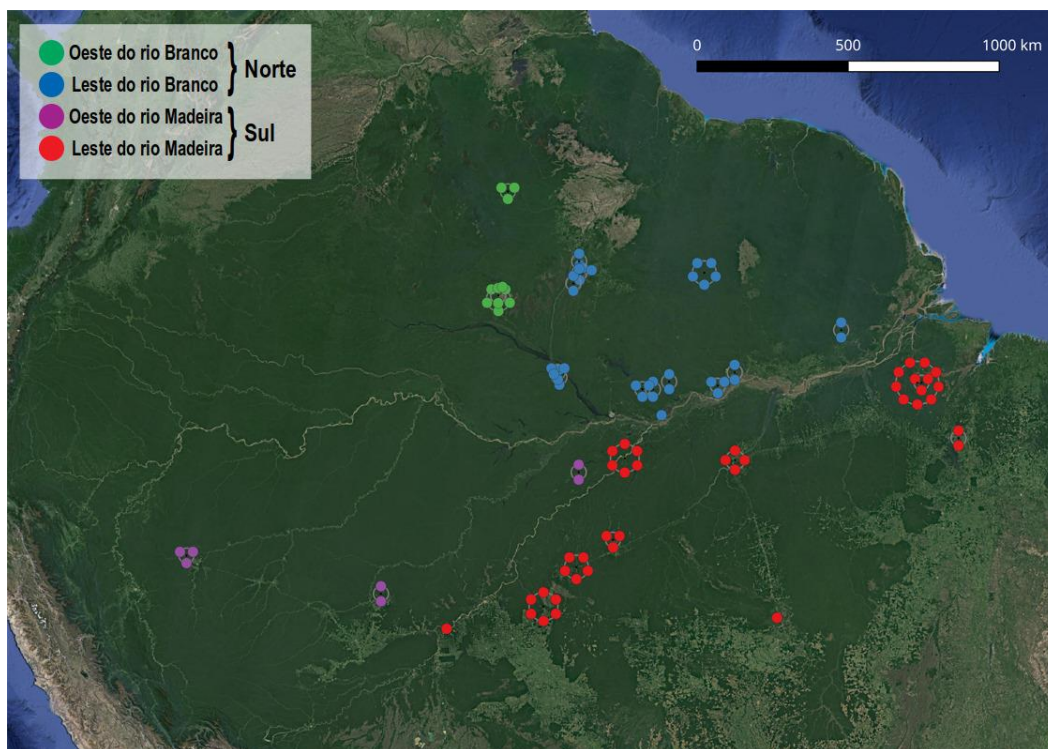 Oeste do rio Branco
Leste do rio Branco
Norte
Oeste do rio Madeira
Leste do rio Madeira
Sul
0 500 1000 km